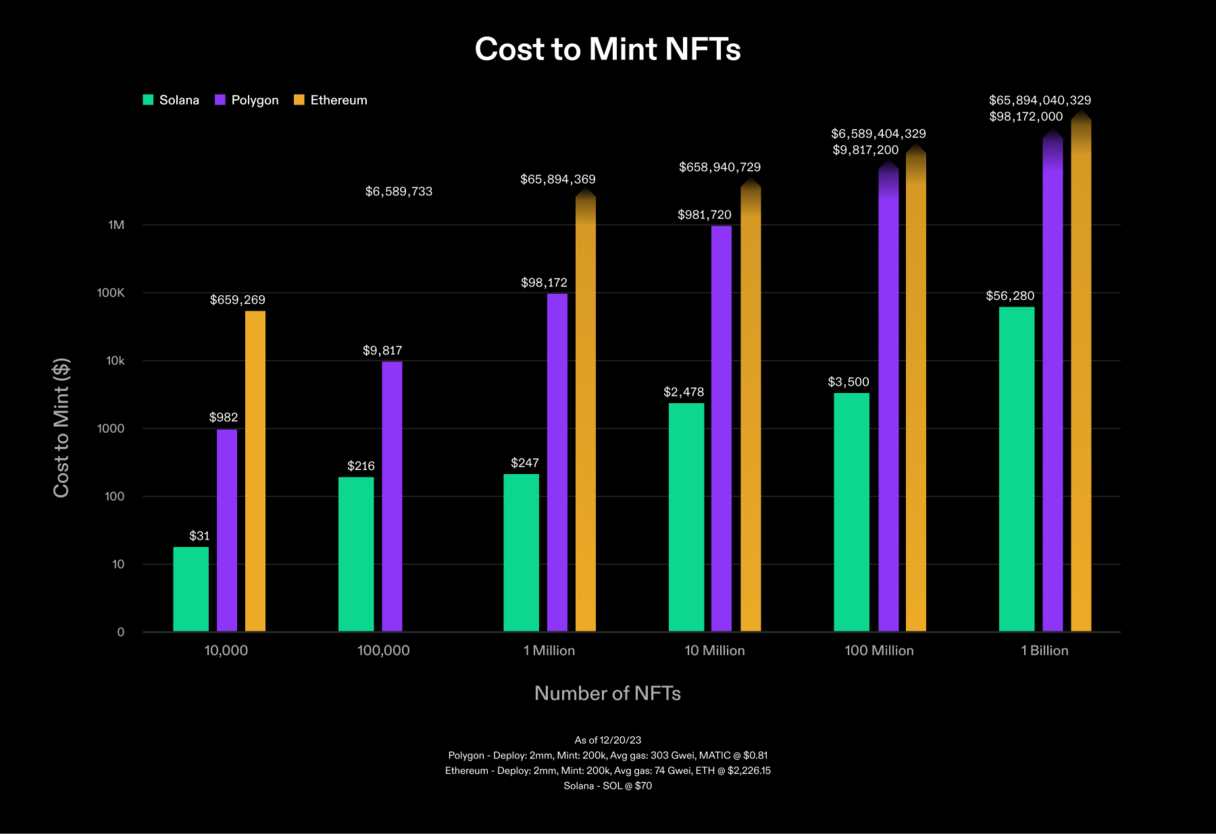 Cost to Mint NFTs
Solana Polygon Ethereum
$65,894,040,329
$98,172,000
$6,589,404,329
$9,817,200
$658,940,729
$65,894,369
$6,589,733
$981,720
1M
$98,172
100K
$659,269
$56,280
$9,817
10k
$2,478
$3,500
$982
1000
$216
$247
100
$31
10
0
Cost to Mint ($)
10,000 100,000 1 Million 10 Million 100 Million 1 Billion
Number of NFTs
As of 12/20/23
Polygon - Deploy: 2mm, Mint: 200k, Avg gas: 303 Gwei, MATIC @ $0.81
Ethereum - Deploy: 2mm, Mint: 200k, Avg gas: 74 Gwei, ETH @ $2,226.15
Solana - SOL @ $70